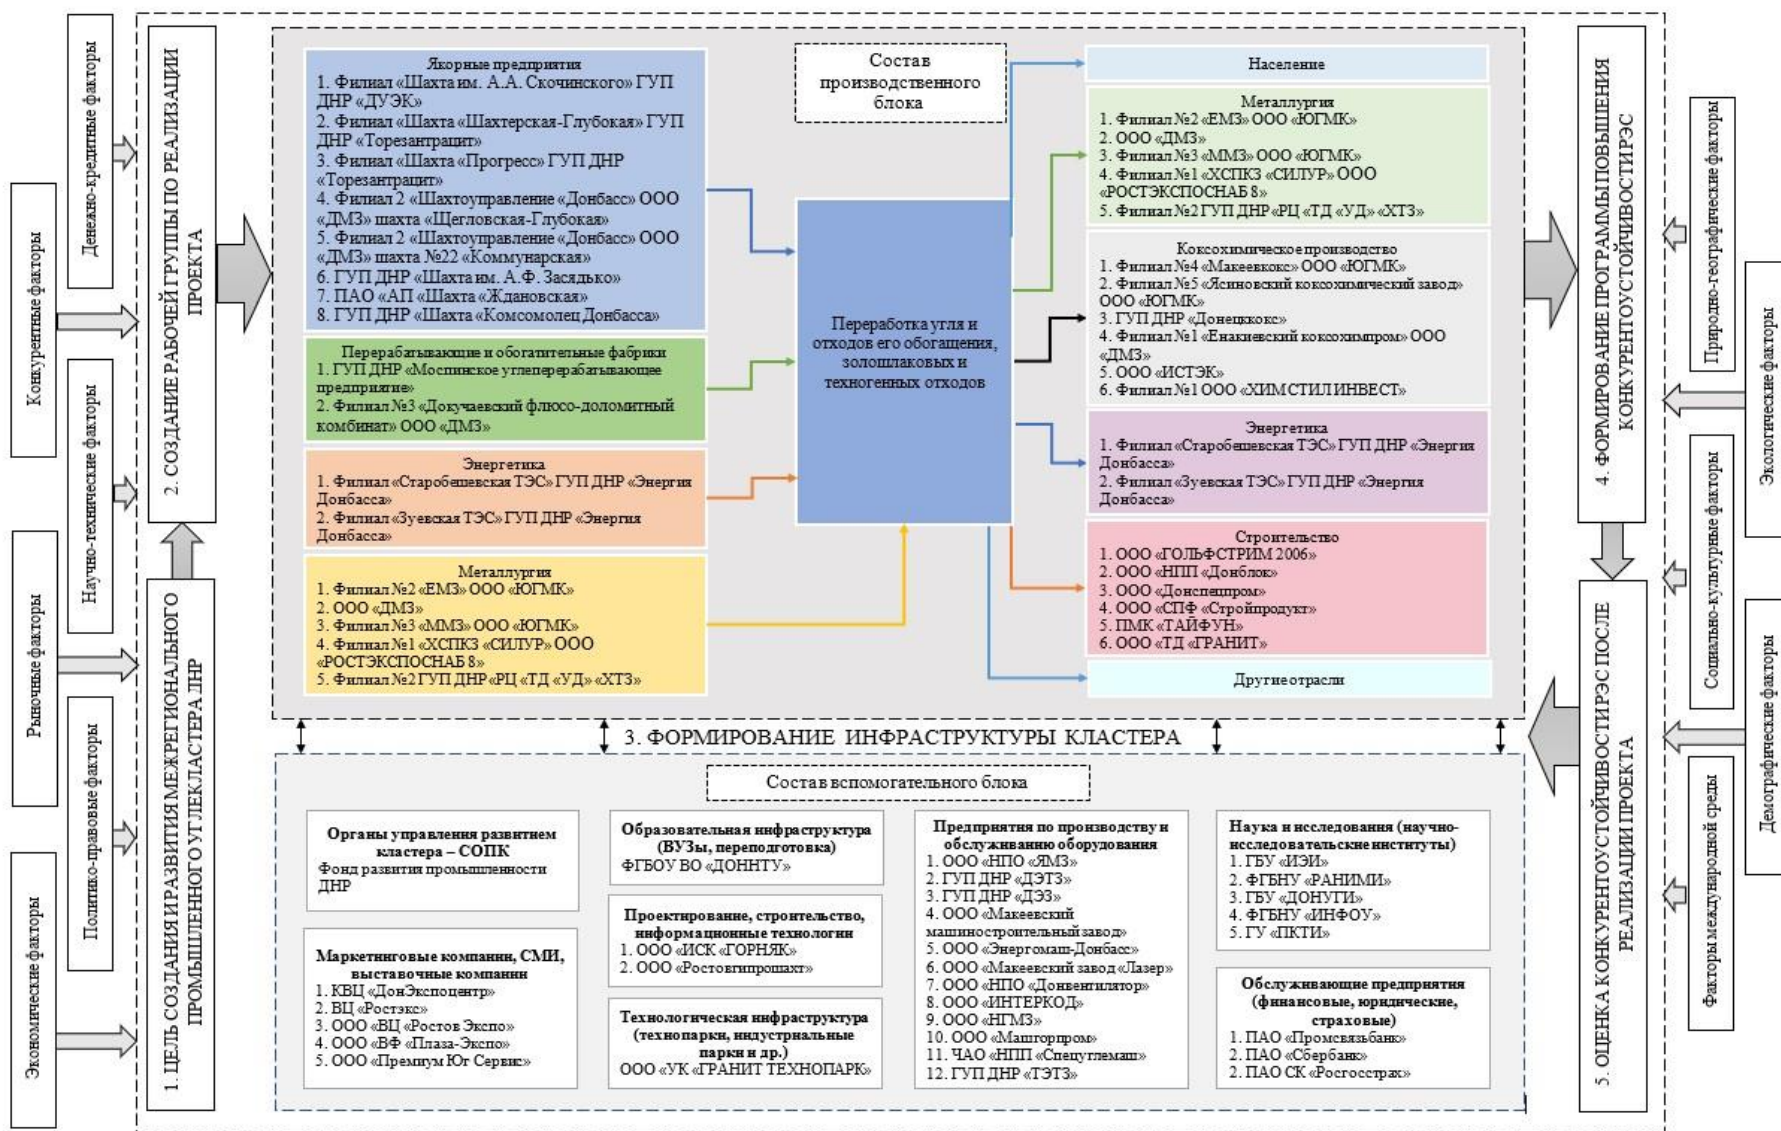 Денежно-кредитные факторы
Конкурентные факторы
Научно-технические факторы
Рыночные факторы
Политико-правовые факторы
Экономические факторы
1. ЦЕЛЬ СОЗДАНИЯ И РАЗВИТИЯ МЕЖРЕГИОНАЛЬНОГО
ПРОМЫШЛЕННОГО УГЛЕКЛАСТЕРА ДНР
2. СОЗДАНИЕ РАБОЧЕЙ ГРУППЫ ПО РЕАЛИЗАЦИИ
ПРОЕКТА
Якорные предприятия
1. Филиал «Шахта им. А.А. Скочинского» ГУП
ДНР «ДУЭК»
2. Филиал «Шахта «Шахтерская-Глубокая» ГУП
ДНР «Торезантрацит»
3. Филиал «Шахта «Прогресс» ГУП ДНР
«Торезантрацит»
4. Филиал 2 «Шахтоуправление «Донбасс» ООО
«ДМЗ» шахта «Щегловская-Глубокая»
5. Филиал 2 «Шахтоуправление «Донбасс» ООО
«ДМЗ» шахта №22 «Коммунарская»
6. ГУП ДНР «Шахта им. А.Ф. Засядько»
7. ПАО «АП «Шахта «Ждановская»
8. ГУП ДНР «Шахта «Комсомолец Донбасса»
Перерабатывающие и обогатительные фабрики
1. ГУП ДНР «Моспинское углеперерабатывающее
предприятие»
2. Филиал №3 «Докучаевский флюсо-доломитный
комбинат» ООО «ДМЗ»
Энергетика
1. Филиал «Старобешевская ТЭС» ГУП ДНР «Энергия
Донбасса»
2. Филиал «Зуевская ТЭС» ГУП ДНР «Энергия
Донбасса»
Металлургия
1. Филиал №2 «ЕМЗ» ООО «ЮГМК»
2. ООО «ДМЗ»
3. Филиал №3 «ММЗ» ООО «ЮГМК»
4. Филиал №1 «ХСПКЗ «СИЛУР» ООО
«РОСТЭКСПОСНАБ 8»
5. Филиал №2 ГУП ДНР «РЦ «ТД «УД» «ХТЗ»
Состав
производственного
блока
Переработка угля и
отходов его обогащения,
золошлаковых и
техногенных отходов
Население
Металлургия
1. Филиал №2 «ЕМЗ» ООО «ЮГМК»
2. ООО «ДМЗ»
3. Филиал №3 «ММЗ» ООО «ЮГМК»
4. Филиал №1 «ХСПКЗ «СИЛУР» ООО
«РОСТЭКСПОСНАБ 8»
5. Филиал №2 ГУП ДНР «РЦ «ТД «УД» «ХТЗ»
Коксохимическое производство
1. Филиал №4 «Макеевкокс» ООО «ЮГМК»
2. Филиал №5 «Ясиновский коксохимический завод»
ООО «ЮГМК»
3. ГУП ДНР «Донецккокс»
4. Филиал №1 «Енакиевский коксохимпром» ООО
«ДМЗ»
5. ООО «ИСТЭК»
6. Филиал №1 ООО «ХИМСТИЛИНВЕСТ»
Энергетика
1. Филиал «Старобешевская ТЭС» ГУП ДНР «Энергия
Донбасса»
2. Филиал «Зуевская ТЭС» ГУП ДНР «Энергия
Донбасса»
Строительство
1. ООО «ГОЛЬФСТРИМ 2006»
2. ООО «НПП «Донблок»
3. ООО «Донспецпром»
4. ООО «СПФ «Стройпродукт»
5. ПМК «ТАЙФУН»
6. ООО «ТД «ГРАНИТ»
Другие отрасли
3. ФОРМИРОВАНИЕ ИНФРАСТРУКТУРЫ КЛАСТЕРА
Состав вспомогательного блока
Органы управления развитием
кластера – СОПК
Фонд развития промышленности
ДНР
Маркетинговые компании, СМИ,
выставочные компании
1. КВЦ «ДонЭкспоцентр»
2. ВЦ «Ростэкс»
3. ООО «ВЦ «Ростов Экспо»
4. ООО «ВФ «Плаза-Экспо»
5. ООО «Премиум Юг Сервис»
Образовательная инфраструктура
(ВУЗы, переподготовка)
ФГБОУ ВО «ДОННТУ»
Проектирование, строительство,
информационные технологии
1. ООО «ИСК «ГОРНЯК»
2. ООО «Ростовгипрошахт»
Технологическая инфраструктура
(технопарки, индустриальные
парки и др.)
ООО «УК «ГРАНИТ ТЕХНОПАРК»
Предприятия по производству и
обслуживанию оборудования
1. ООО «НПО «ЯМЗ»
2. ГУП ДНР «ДЭТЗ»
3. ГУП ДНР «ДЭЗ»
4. ООО «Макеевский
машиностроительный завод»
5. ООО «Энергомаш-Донбасс»
6. ООО «Макеевский завод «Лазер»
7. ООО «НПО «Донвентилятор»
8. ООО «ИНТЕРКОД»
9. ООО «НГМЗ»
10. ООО «Машгорпром»
11. ЧАО «НПП «Спецуглемаш»
12. ГУП ДНР «ТЭТЗ»
Наука и исследования (научно-
исследовательские институты)
1. ГБУ «ИЭИ»
2. ФГБНУ «РАНИМИ»
3. ГБУ «ДОНУГИ»
4. ФГБНУ «ИНФОУ»
5. ГУ «ПКТИ»
Обслуживающие предприятия
(финансовые, юридические,
страховые)
1. ПАО «Промсвязьбанк»
2. ПАО «Сбербанк»
2. ПАО СК «Росгосстрах»
4. ФОРМИРОВАНИЕ ПРОГРАММЫ ПОВЫШЕНИЯ
КОНКУРЕНТОУСТОЙЧИВОСТИ РЭС
5. ОЦЕНКА КОНКУРЕНТОУСТОЙЧИВОСТИ РЭС ПОСЛЕ
РЕАЛИЗАЦИИ ПРОЕКТА
Природно-географические факторы
Экологические факторы
Социально-культурные факторы
Демографические факторы
Факторы международной среды